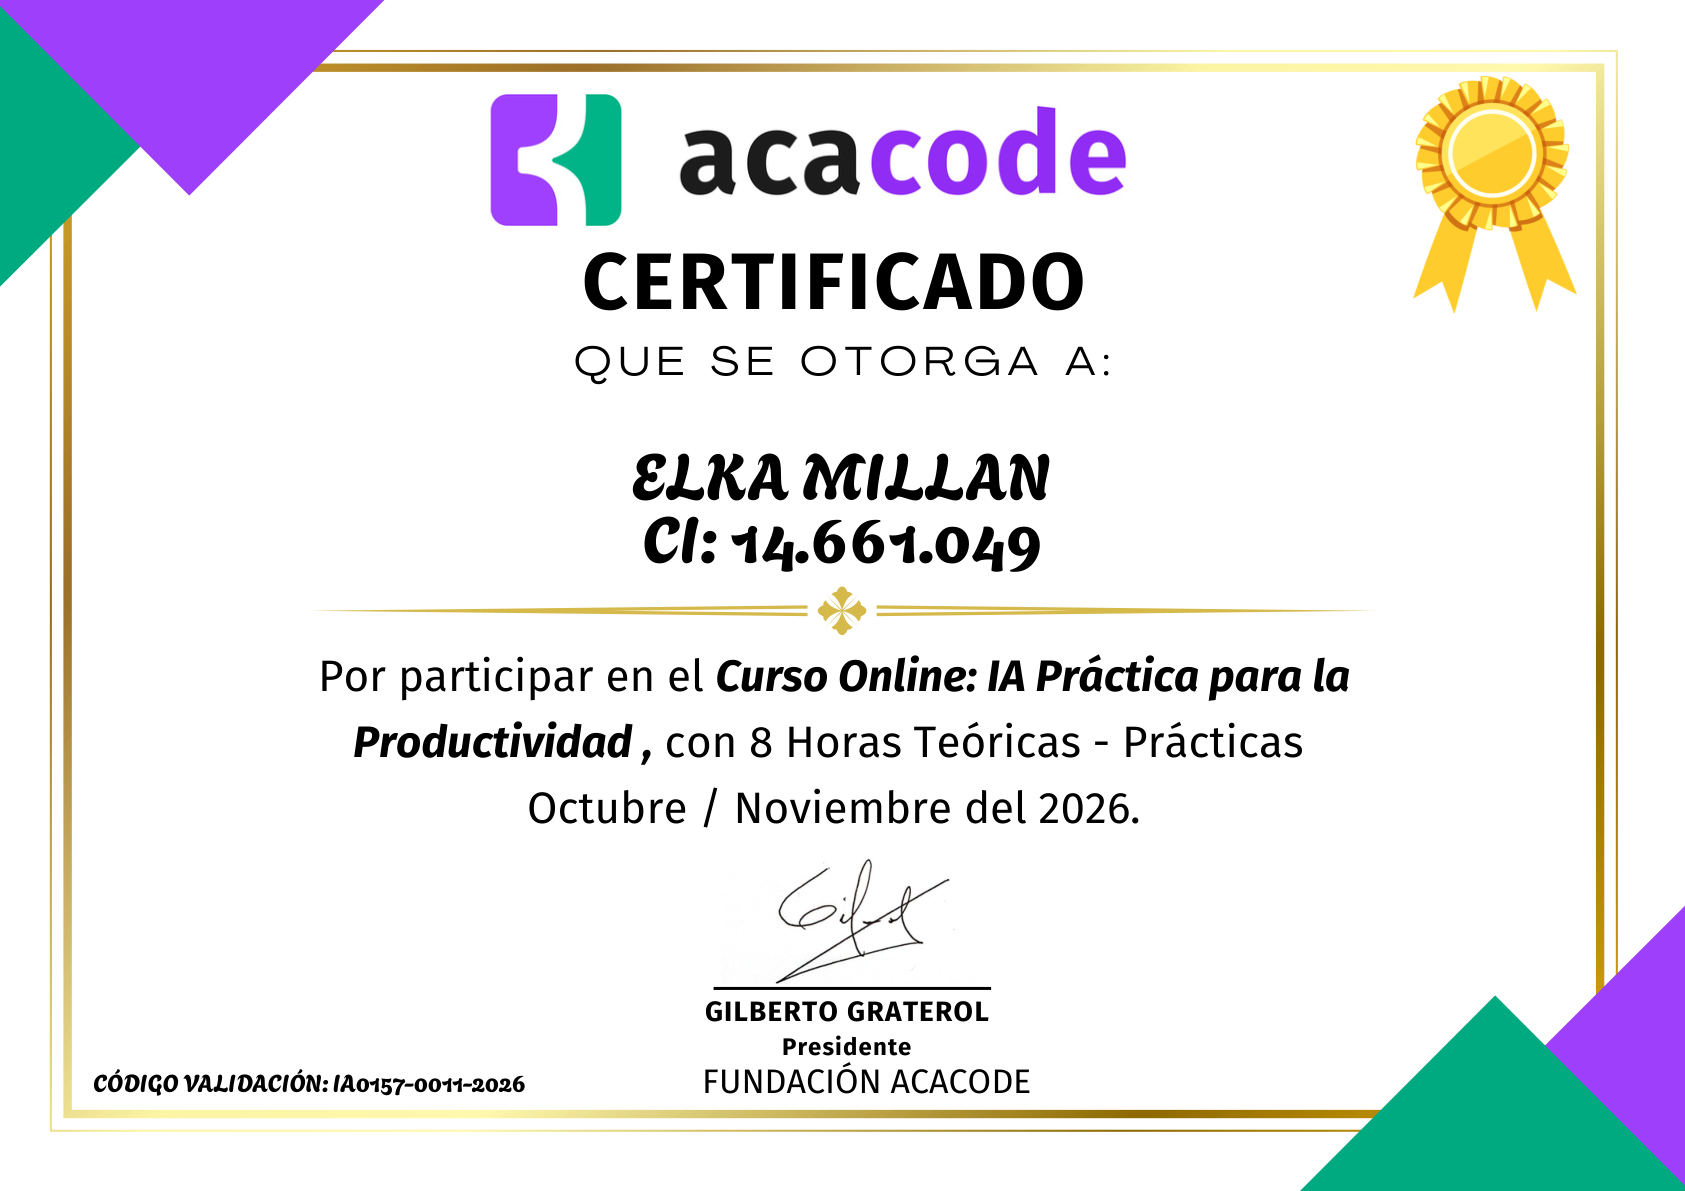 acacode
CERTIFICADO
QUE SE OTORGA A:
ELKA MILLAN
CI: 14.661.049
Por participar en el Curso Online: IA Práctica para la
Productividad , con 8 Horas Teóricas - Prácticas
Octubre / Noviembre del 2026.
GILBERTO GRATEROL
Presidente
FUNDACIÓN ACACODE
CÓDIGO VALIDACIÓN: IA0157-0011-2026